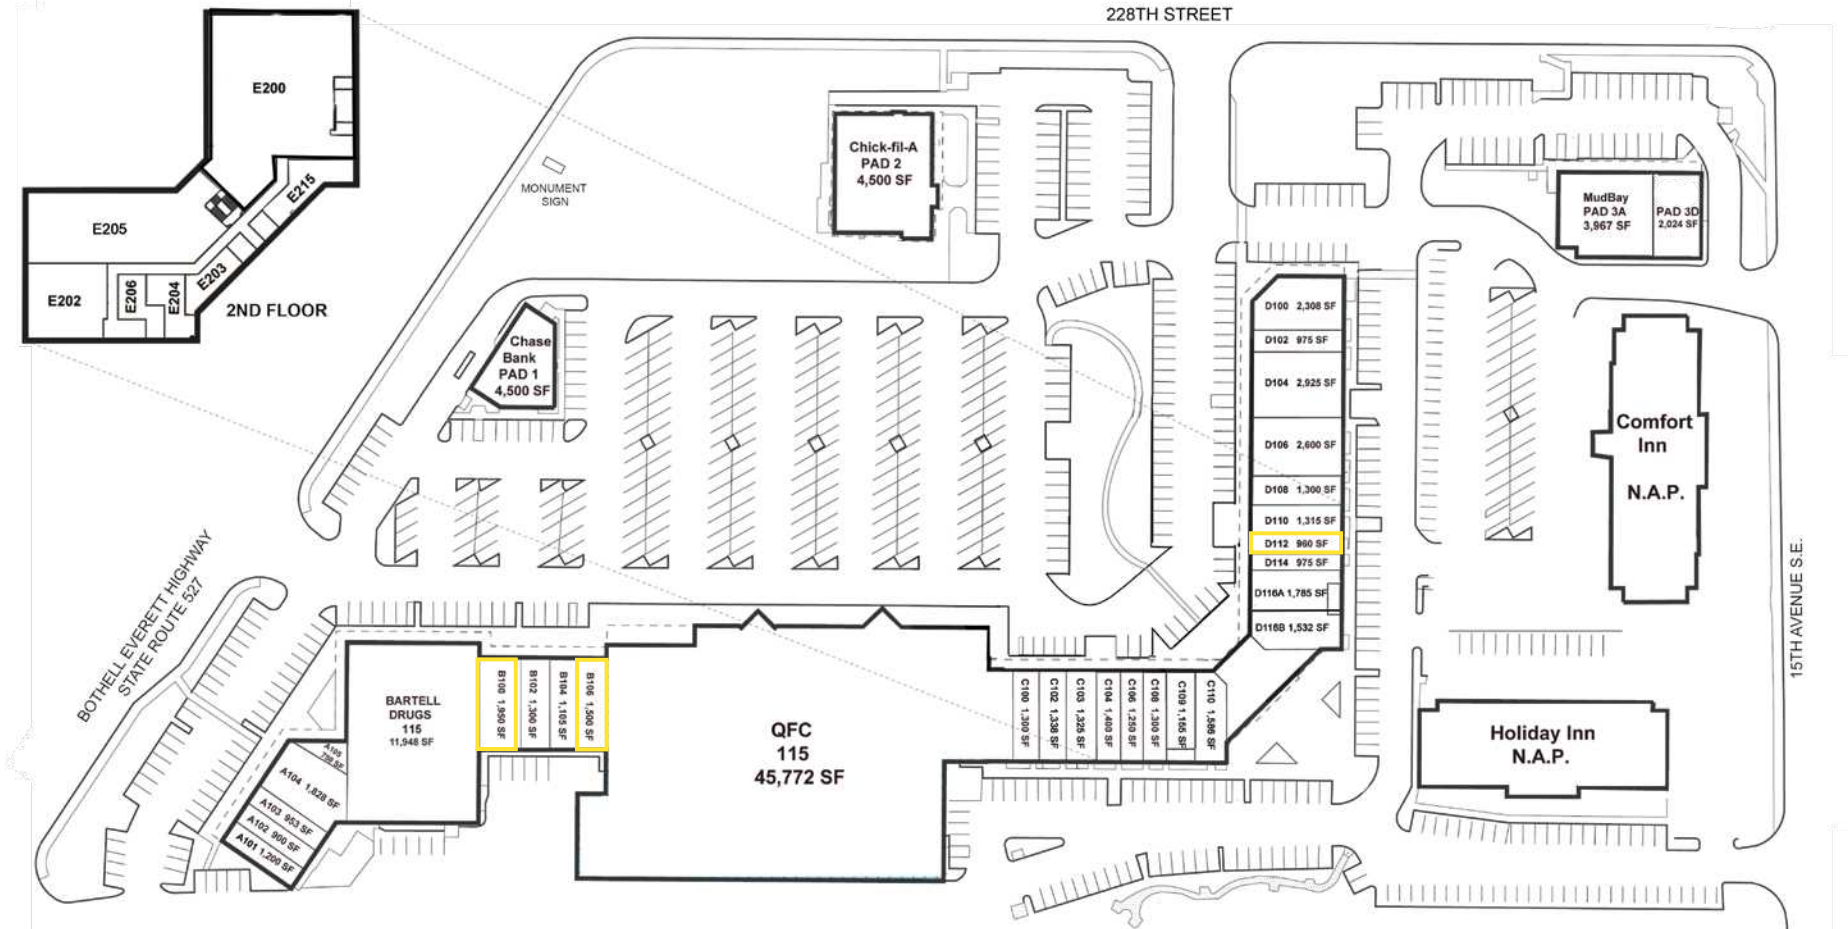 228TH STREET
E200
E215
E205
E203
E202
E206
E204
2ND FLOOR
MONUMENT
SIGN
Chick-fil-A
PAD 2
4,500 SF
MudBay
PAD 3A
3,967 SF
PAD 3D
2,024 SF
Chase
Bank
PAD 1
4,500 SF
D100 2,308 SF
D102 975 SF
D104 2,925 SF
D106 2,600 SF
D108 1,300 SF
D110 1,315 SF
D112 960 SF
D114 975 SF
D116A 1,785 SF
D116B 1,532 SF
Comfort
Inn
N.A.P.
15TH AVENUE S.E.
BOTHELL EVERETT HIGHWAY
STATE ROUTE 527
BARTELL
DRUGS
115
11,948 SF
B100 1,950 SF
B102 1,300 SF
B104 1,105 SF
B106 1,500 SF
QFC
115
45,772 SF
C100 1,300 SF
C102 1,338 SF
C103 1,325 SF
C104 1,400 SF
C106 1,250 SF
C108 1,300 SF
C109 1,155 SF
C110 1,586 SF
Holiday Inn
N.A.P.
A105
SF
A104 1,828 SF
A103 953 SF
A102 900 SF
A101 1,200 SF